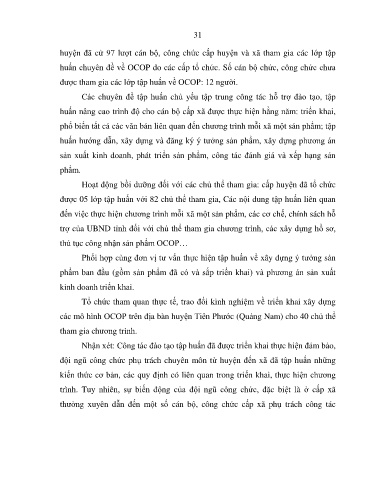 31
huyện đã cử 97 lượt cán bộ, công chức cấp huyện và xã tham gia các lớp tập
huấn chuyên đề về OCOP do các cấp tổ chức. Số cán bộ chức, công chức chưa
được tham gia các lớp tập huấn về OCOP: 12 người.
Các chuyên đề tập huấn chủ yếu tập trung công tác hỗ trợ đào tạo, tập
huấn nâng cao trình độ cho cán bộ cấp xã được thực hiện hằng năm: triển khai,
phổ biến tất cả các văn bản liên quan đến chương trình mỗi xã một sản phẩm; tập
huấn hướng dẫn, xây dựng và đăng ký ý tưởng sản phẩm, xây dựng phương án
sản xuất kinh doanh, phát triển sản phẩm, công tác đánh giá và xếp hạng sản
phẩm.
Hoạt động bồi dưỡng đối với các chủ thể tham gia: cấp huyện đã tổ chức
được 05 lớp tập huấn với 82 chủ thể tham gia, Các nội dung tập huấn liên quan
đến việc thực hiện chương trình mỗi xã một sản phẩm, các cơ chế, chính sách hỗ
trợ của UBND tỉnh đối với chủ thể tham gia chương trình, các xây dựng hồ sơ,
thủ tục công nhận sản phẩm OCOP…
Phối hợp cùng đơn vị tư vấn thực hiện tập huấn về xây dựng ý tưởng sản
phẩm ban đầu (gồm sản phẩm đã có và sắp triển khai) và phương án sản xuất
kinh doanh triển khai.
Tổ chức tham quan thực tế, trao đổi kinh nghiệm về triển khai xây dựng
các mô hình OCOP trên địa bàn huyện Tiên Phước (Quảng Nam) cho 40 chủ thể
tham gia chương trình.
Nhận xét: Công tác đáo tạo tập huấn đã được triển khai thực hiện đảm bảo,
đội ngũ công chức phụ trách chuyên môn từ huyện đến xã dã tập huấn những
kiến thức cơ bản, các quy định có liên quan trong triển khai, thực hiện chương
trình. Tuy nhiên, sự biến động của đội ngũ công chức, đặc biệt là ở cấp xã
thường xuyên dẫn đến một số cán bộ, công chức cấp xã phụ trách công tác